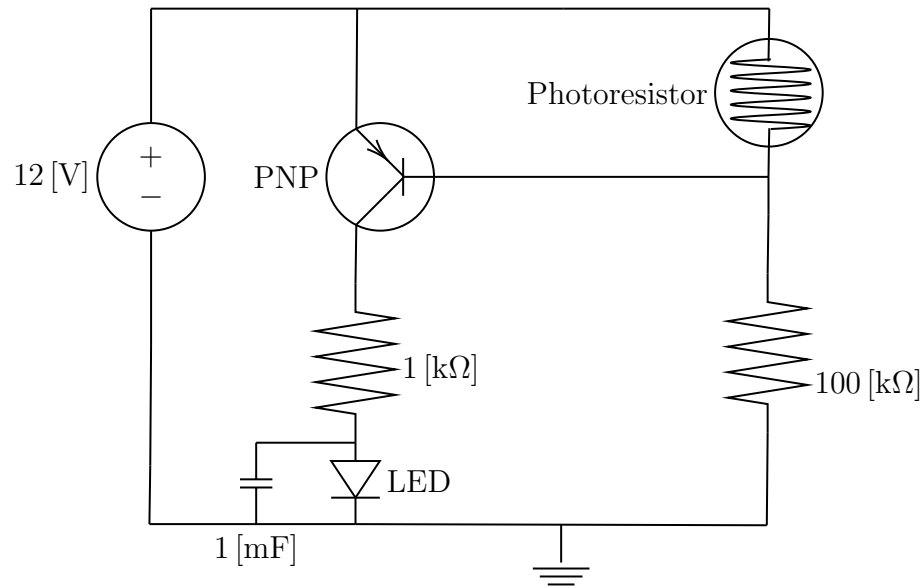 Photoresistor
12 [V]
+
−
PNP
1 [kΩ]
100 [kΩ]
LED
1 [mF]